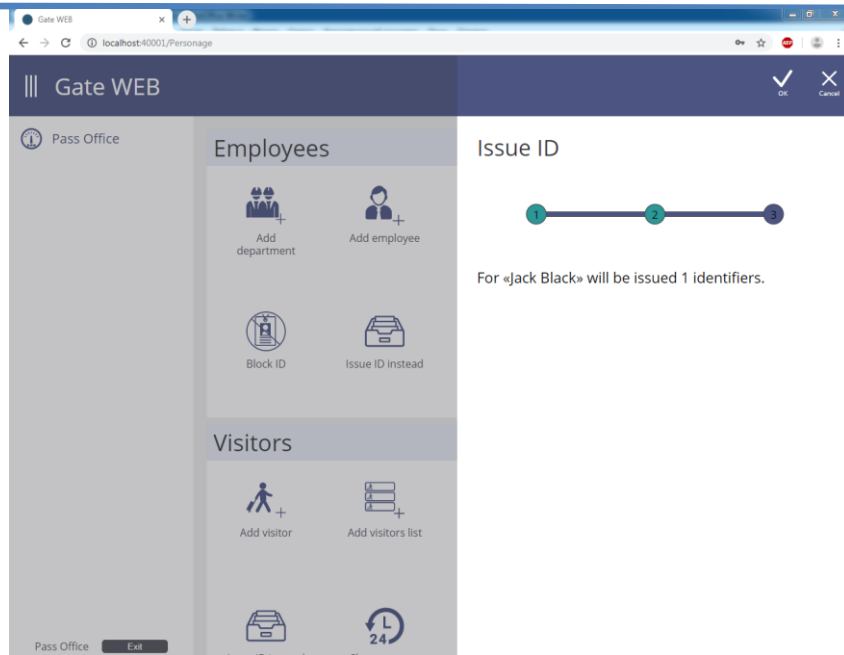 Gate WEB
localhost:40001/Personage
ABP
Gate WEB
OK
Cancel
Pass Office
Employees
Add
department
Add employee
Block ID
Issue ID instead
Visitors
Add visitor
Add visitors list
24
Pass Office
Exit
Issue ID
1
2
3
For «Jack Black» will be issued 1 identifiers.